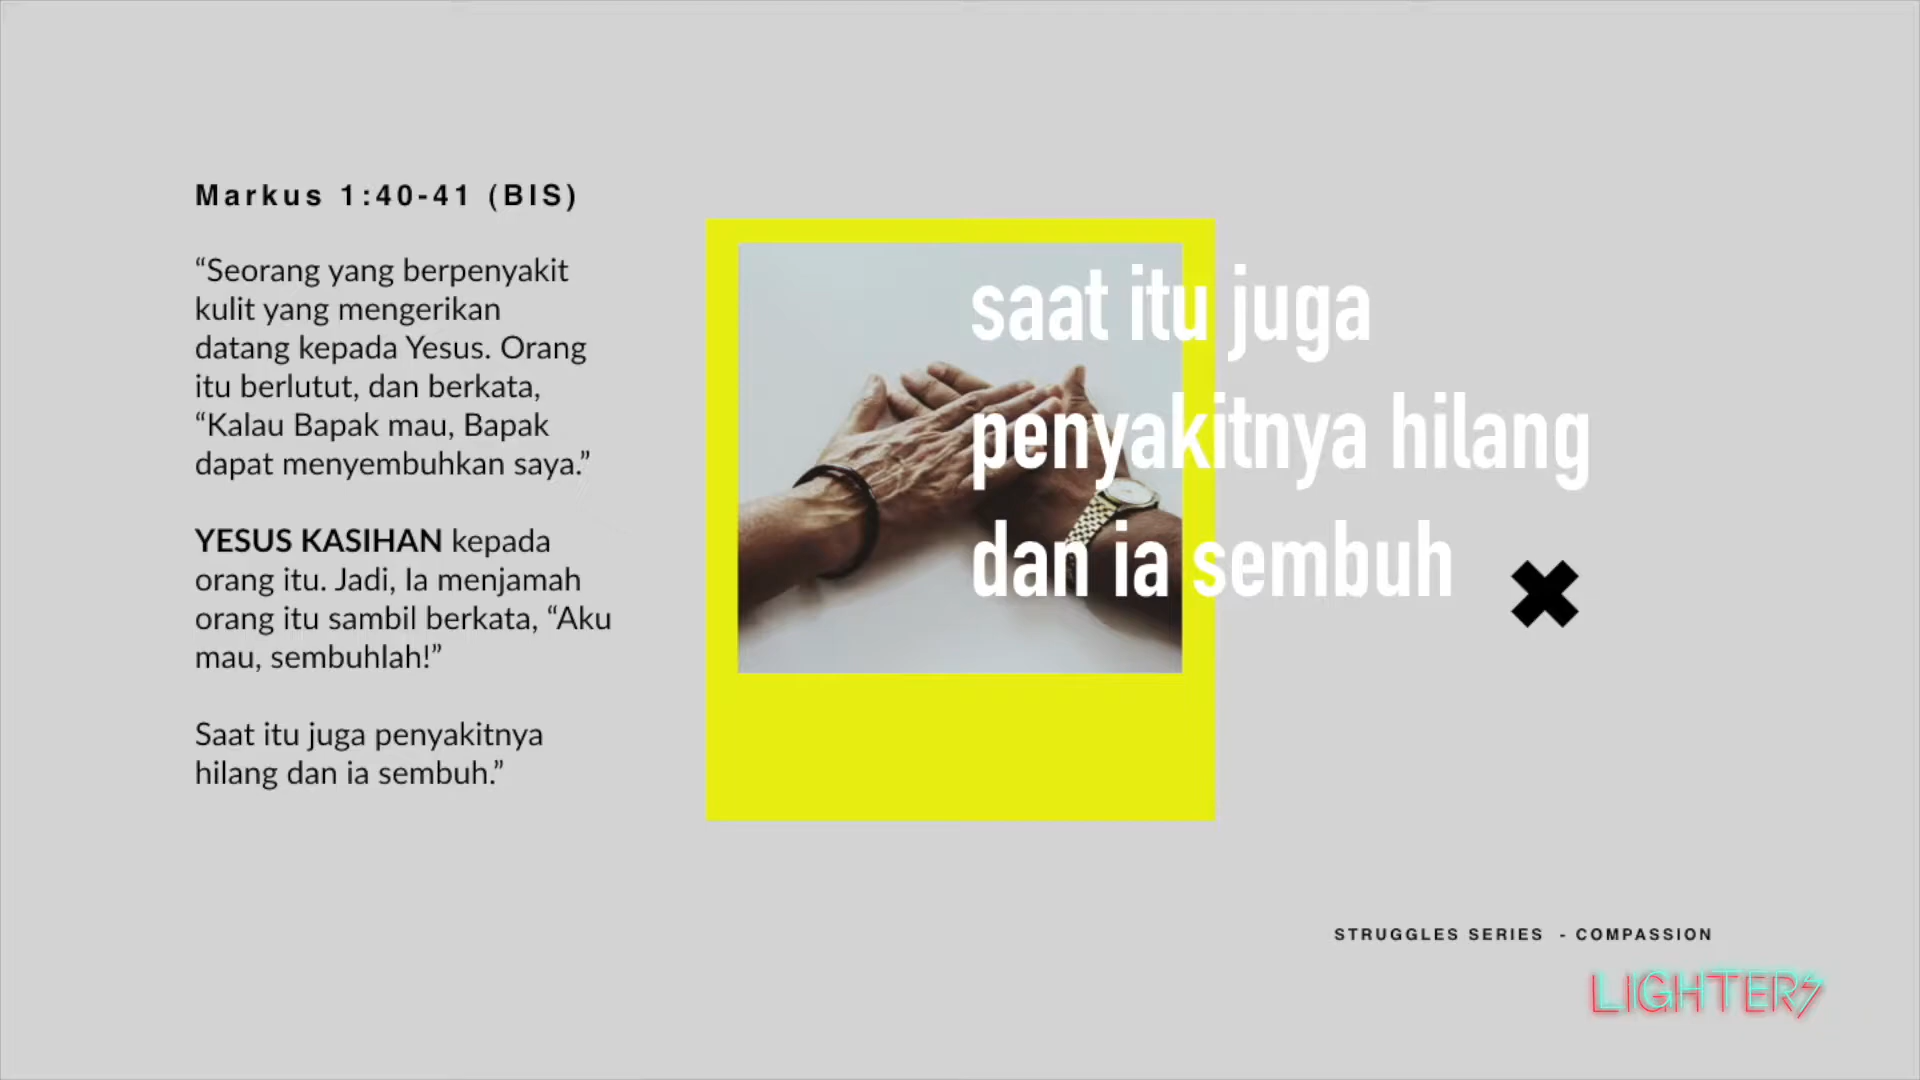 Markus 1:40-41 (BIS)
“Seorang yang berpenyakit
kulit yang mengerikan
datang kepada Yesus. Orang
itu berlutut, dan berkata,
“Kalau Bapak mau, Bapak
dapat menyembuhkan saya.”
YESUS KASIHAN kepada
orang itu. Jadi, Ia menjamah
orang itu sambil berkata, “Aku
mau, sembuhlah!”
Saat itu juga penyakitnya
hilang dan ia sembuh.”
saat itu juga
penyakitnya hilang
dan ia sembuh
STRUGGLES SERIES - COMPASSION
LIGHTERS